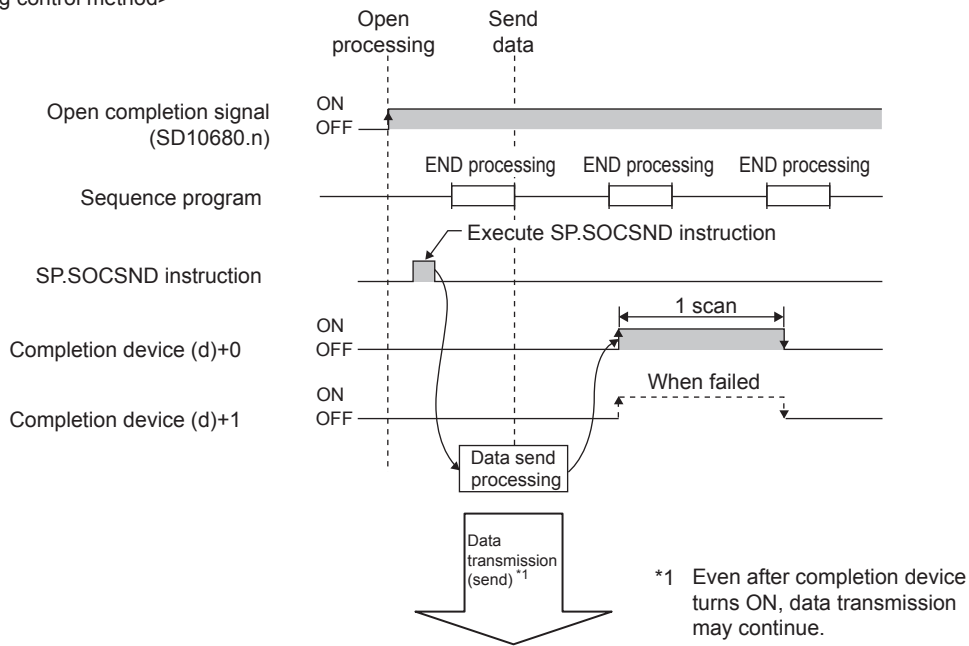 g control method>
Open
processing
Send
data
Open completion signal
(SD10680.n)
ON
OFF
END processing
END processing
END processing
Sequence program
Execute SP.SOCSND instruction
SP.SOCSND instruction
1 scan
ON
OFF
Completion device (d)+0
When failed
ON
OFF
Completion device (d)+1
Data send
processing
Data
transmission
(send) *1
*1 Even after completion device
turns ON, data transmission
may continue.